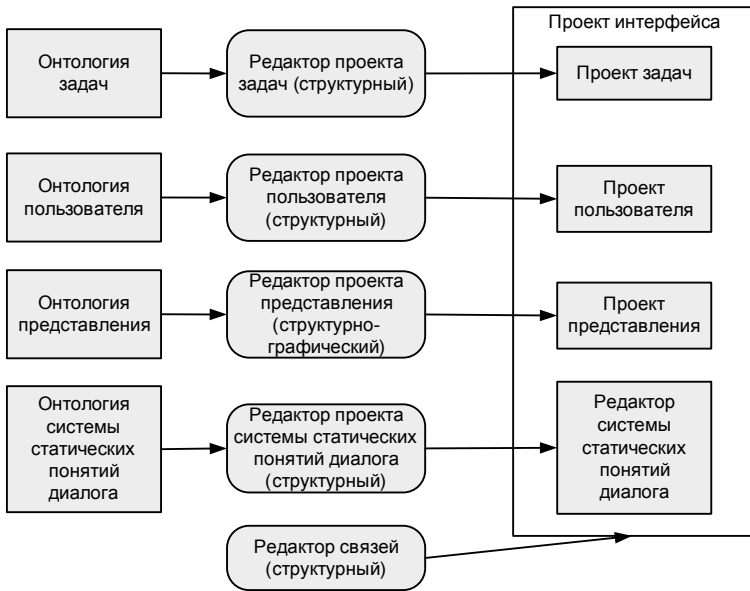 Проект интерфейса
Онтология
задач
Редактор проекта
задач (структурный)
Проект задач
Онтология
пользователя
Редактор проекта
пользователя
(структурный)
Проект
пользователя
Онтология
представления
Редактор проекта
представления
(структурно-
графический)
Проект
представления
Онтология
системы
статических
понятий
диалога
Редактор проекта
системы статических
понятий диалога
(структурный)
Редактор
системы
статических
понятий
диалога
Редактор связей
(структурный)